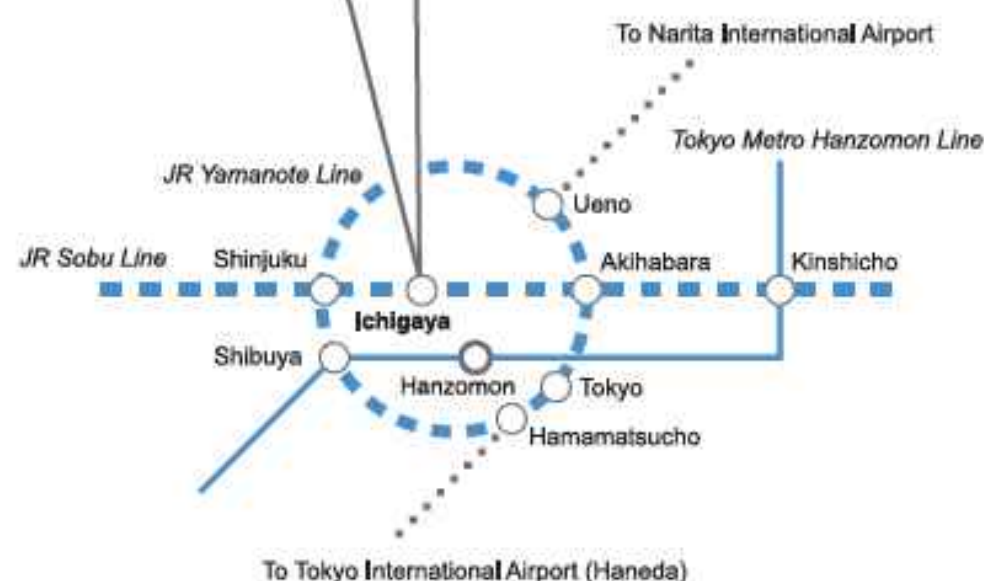 To Narita International Airport
Tokyo Metro Hanzomon Line
JR Yamanote Line
Ueno
JR Sobu Line
Shinjuku
Akihabara
Kinshicho
Ichigaya
Shibuya
Hanzomon
Tokyo
Hamamatsucho
To Tokyo International Airport (Haneda)